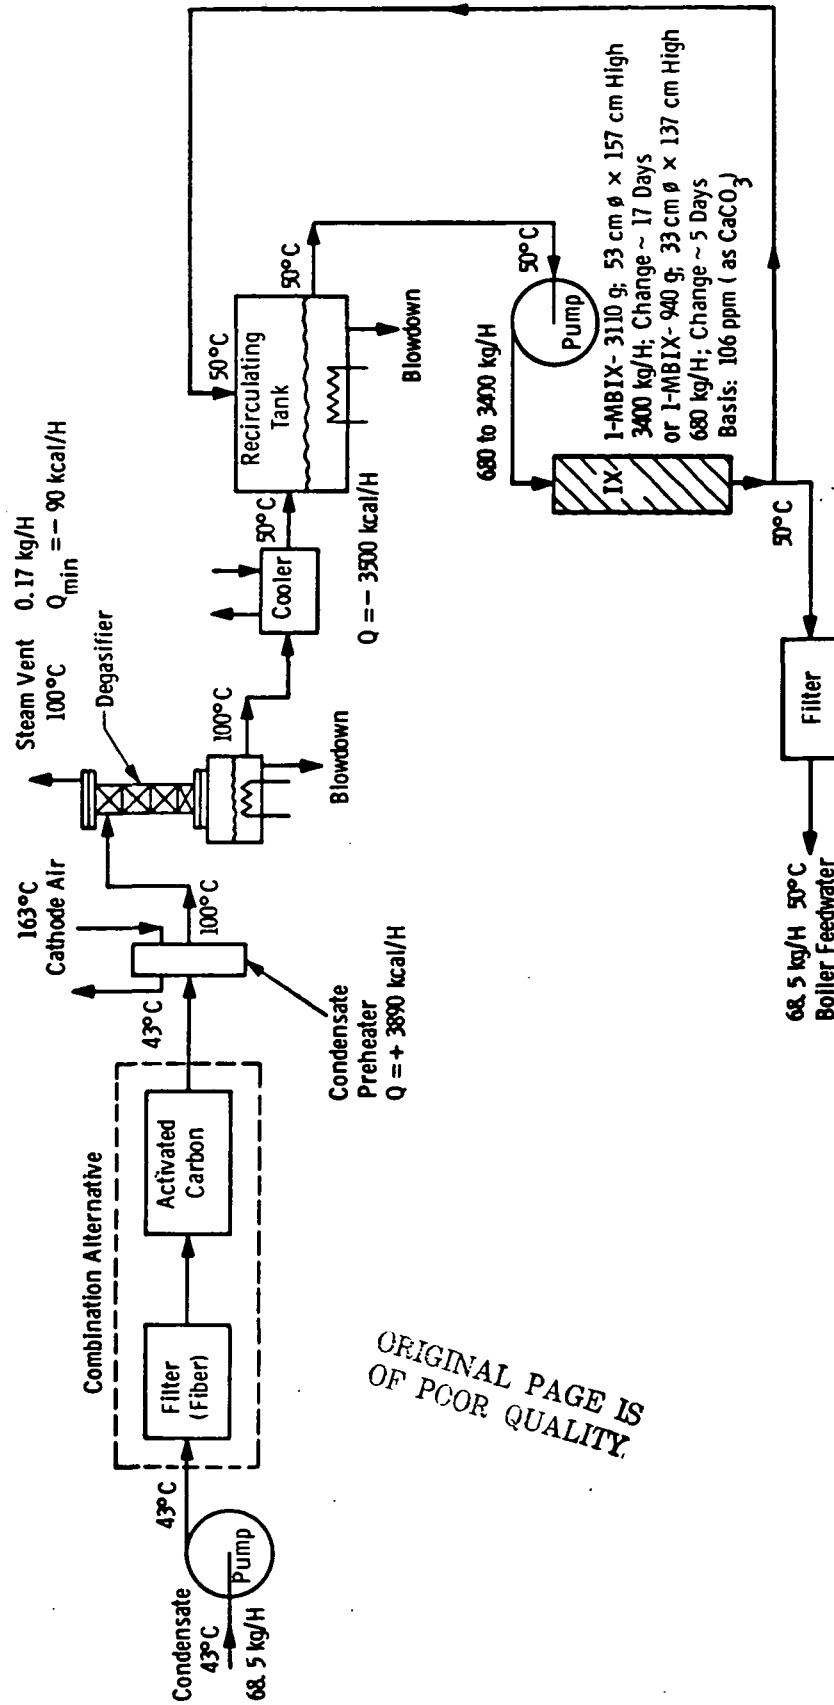 Condensate
43°C
68.5 kg/H
Pump
43°C
Combination Alternative
Filter
(Fiber)
Activated
Carbon
43°C
163°C
Cathode Air
100°C
Condensate
Preheater
Q = + 3890 kcal/H
Steam Vent 0.17 kg/H
100°C Qmin = - 90 kcal/H
Degasifier
100°C
Blowdown
Cooler
Q = - 3500 kcal/H
50°C
Recirculating
Tank
50°C
50°C
Blowdown
50°C
Pump
680 to 3400 kg/H
IX
1-MBIX- 3110 g; 53 cm ø × 157 cm High
3400 kg/H; Change ~ 17 Days
or 1-MBIX- 940 g; 33 cm ø × 137 cm High
680 kg/H; Change ~ 5 Days
Basis: 106 ppm ( as CaCO3)
50°C
Filter
68.5 kg/H 50°C
Boiler Feedwater
ORIGINAL PAGE IS
OF POOR QUALITY